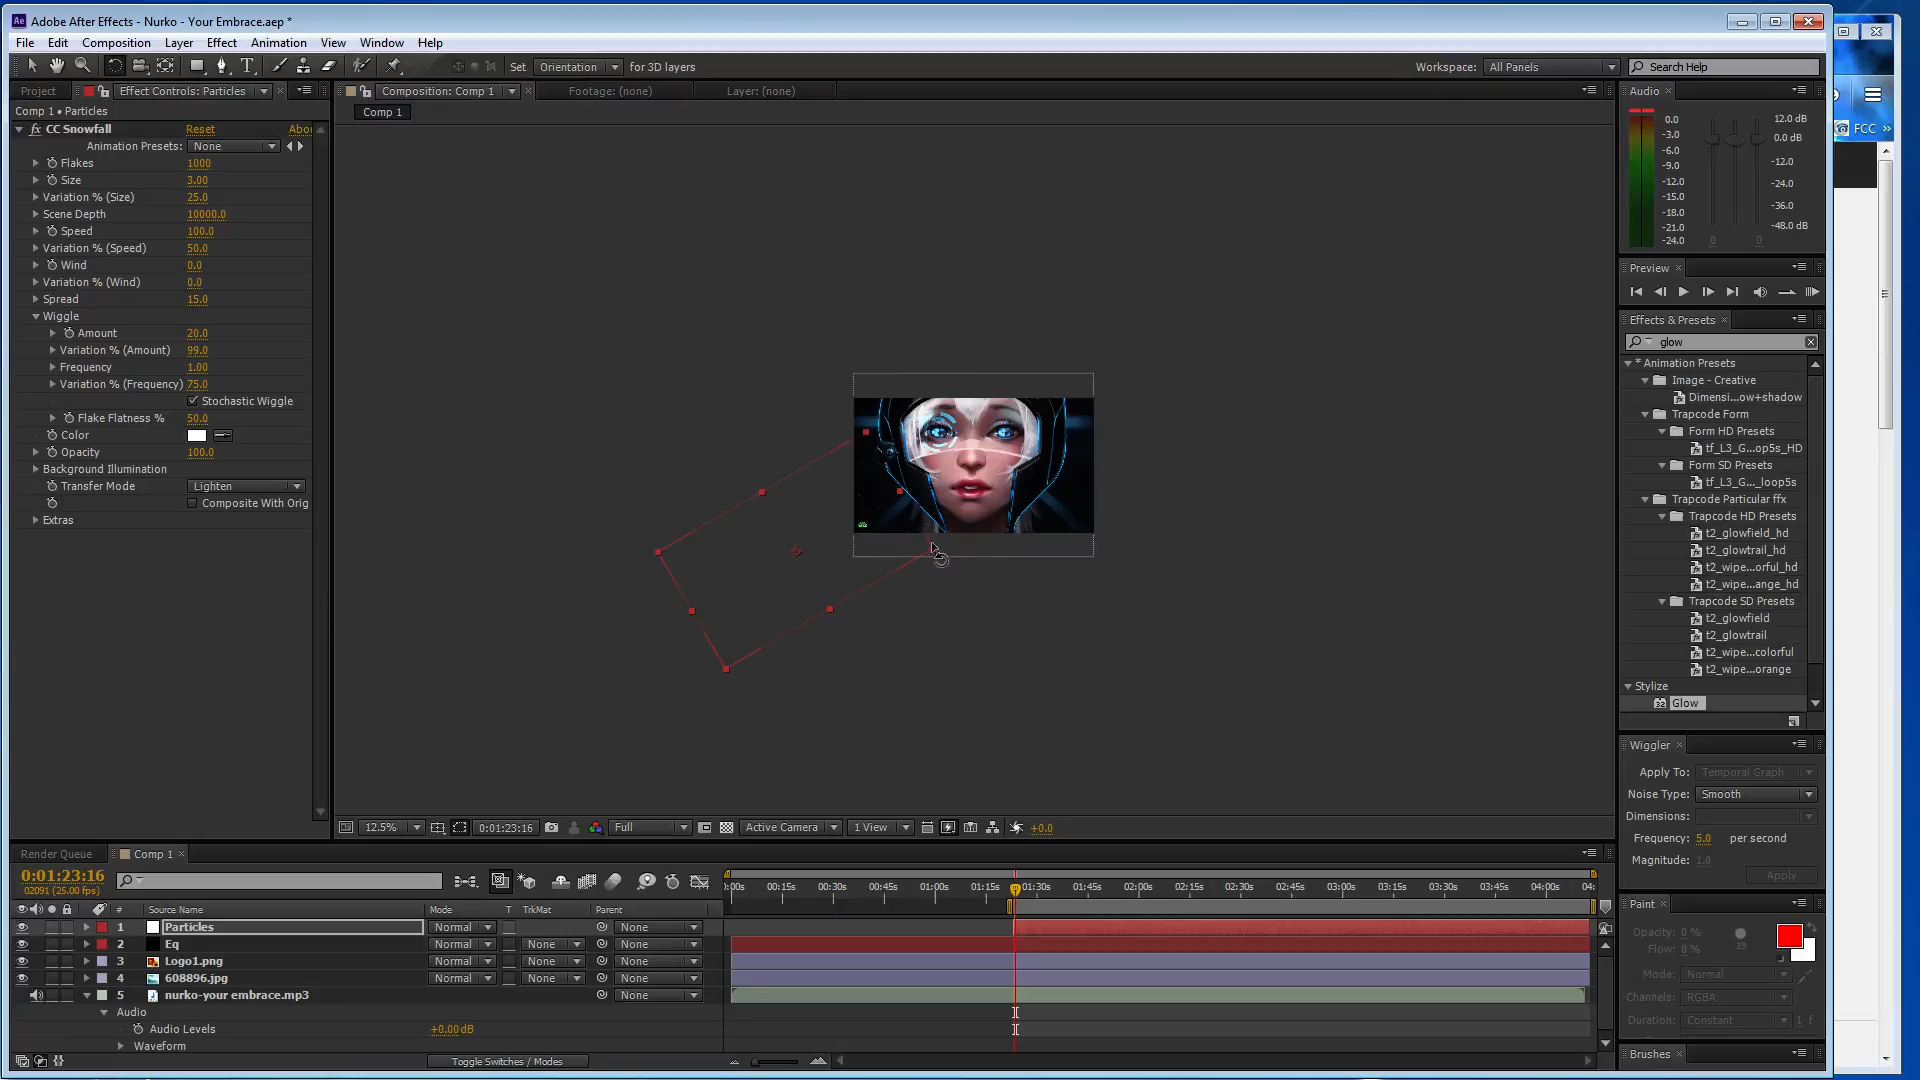 Adobe After Effects - Nurko - Your Embrace.aep *
File Edit Composition Layer Effect Animation View Window Help
Set Orientation for 3D layers
Workspace: All Panels
Search Help
Project Effect Controls: Particles
Composition: Comp 1
Footage: (none)
Layer: (none)
Comp 1 • Particles
Comp 1
CC Snowfall Reset Abou
Animation Presets: None
Flakes 1000
Size 3.00
Variation % (Size) 25.0
Scene Depth 10000.0
Speed 100.0
Variation % (Speed) 50.0
Wind 0.0
Variation % (Wind) 0.0
Spread 15.0
Wiggle
Amount 20.0
Variation % (Amount) 99.0
Frequency 1.00
Variation % (Frequency) 75.0
Stochastic Wiggle
Flake Flatness % 50.0
Color
Opacity 100.0
Background Illumination
Transfer Mode Lighten
Composite With Orig
Extras
12.5% 0:01:23:16 Full Active Camera 1 View +0.0
Audio
0.0 12.0 dB
-3.0 0.0 dB
-6.0
-9.0 -12.0
-12.0
-15.0 -24.0
-18.0 -36.0
-21.0
-24.0 -48.0 dB
0 0
FCC »
Preview
Effects & Presets
glow
* Animation Presets
Image - Creative
Dimensi...ow+shadow
Trapcode Form
Form HD Presets
tf_L3_G...op5s_HD
Form SD Presets
tf_L3_G..._loop5s
Trapcode Particular ffx
Trapcode HD Presets
t2_glowfield_hd
t2_glowtrail_hd
t2_wipe...orful_hd
t2_wipe...ange_hd
Trapcode SD Presets
t2_glowfield
t2_glowtrail
t2_wipe...colorful
t2_wipe...orange
Stylize
32 Glow
Wiggler
Apply To: Temporal Graph
Noise Type: Smooth
Dimensions:
Frequency: 5.0 per second
Magnitude: 1.0
Apply
Paint
Opacity: 0 %
Flow: 0 % 19
Mode: Normal
Channels: RGBA
Duration: Constant 1 f
Brushes
Render Queue Comp 1
0:01:23:16
02091 (25.00 fps)
:00s 00:15s 00:30s 00:45s 01:00s 01:15s 01:30s 01:45s 02:00s 02:15s 02:30s 02:45s 03:00s 03:15s 03:30s 03:45s 04:00s 04:
# Source Name Mode T TrkMat Parent
1 Particles Normal None
2 Eq Normal None None
3 Logo1.png Normal None None
4 608896.jpg Normal None None
5 nurko-your embrace.mp3 None
Audio
Audio Levels +0.00 dB
Waveform
Toggle Switches / Modes